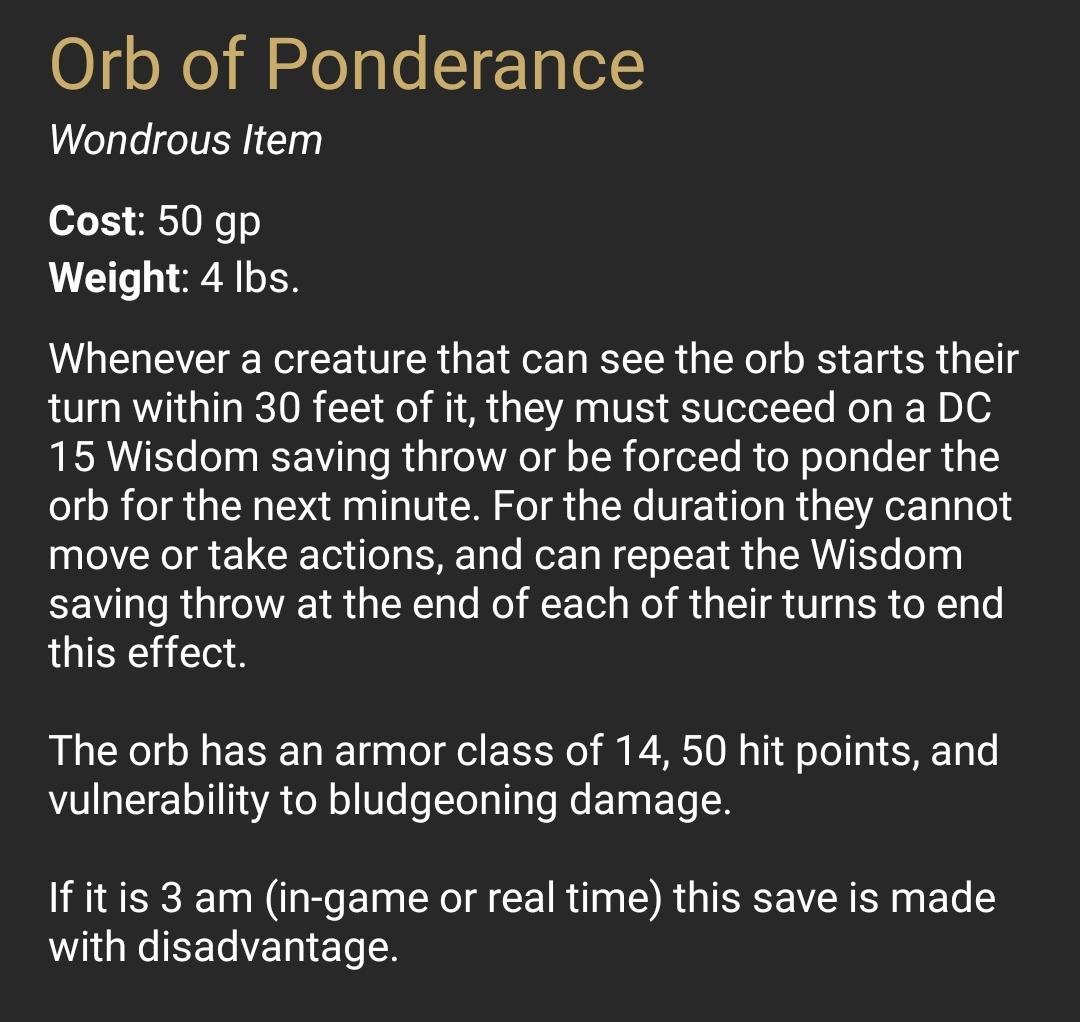 Orb of Ponderance
Wondrous Item
Cost: 50 gp
Weight: 4 lbs.
Whenever a creature that can see the orb starts their
turn within 30 feet of it, they must succeed on a DC
15 Wisdom saving throw or be forced to ponder the
orb for the next minute. For the duration they cannot
move or take actions, and can repeat the Wisdom
saving throw at the end of each of their turns to end
this effect.
The orb has an armor class of 14, 50 hit points, and
vulnerability to bludgeoning damage.
If it is 3 am (in-game or real time) this save is made
with disadvantage.